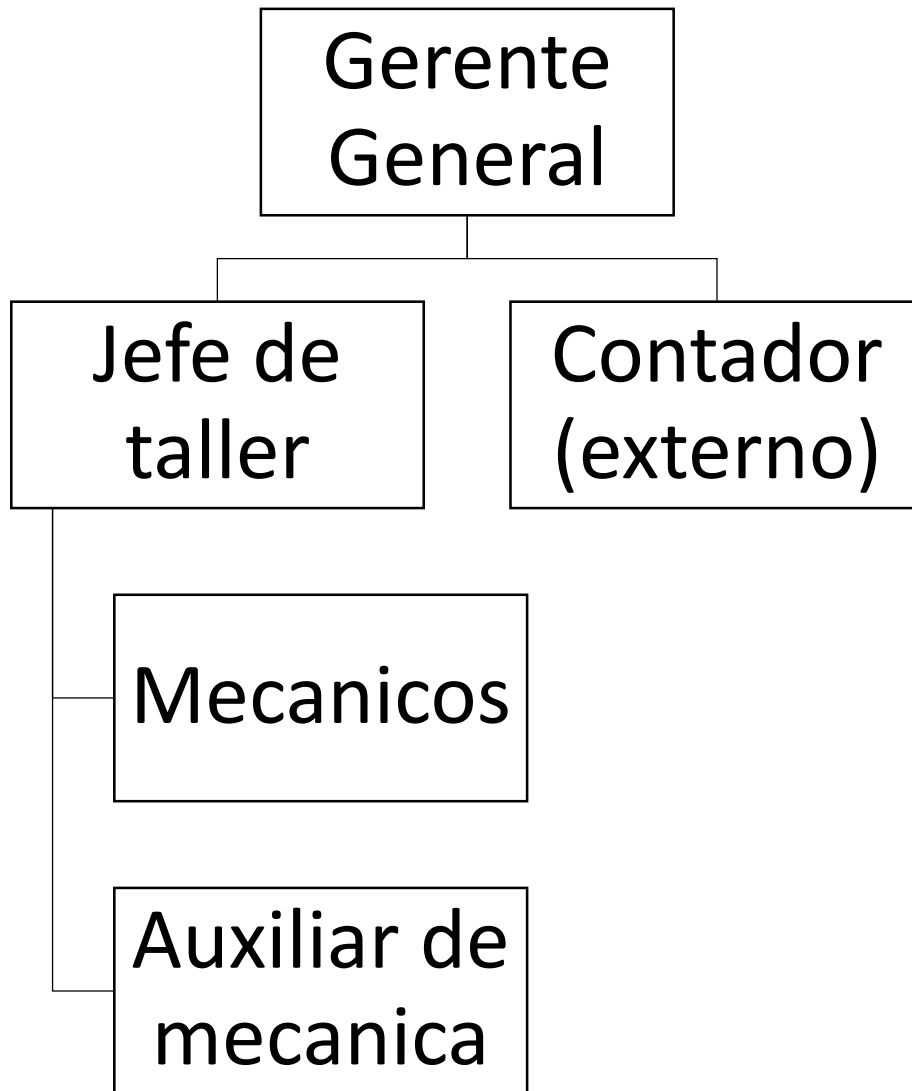 Gerente
General
Jefe de
taller
Contador
(externo)
Mecanicos
Auxiliar de
mecanica